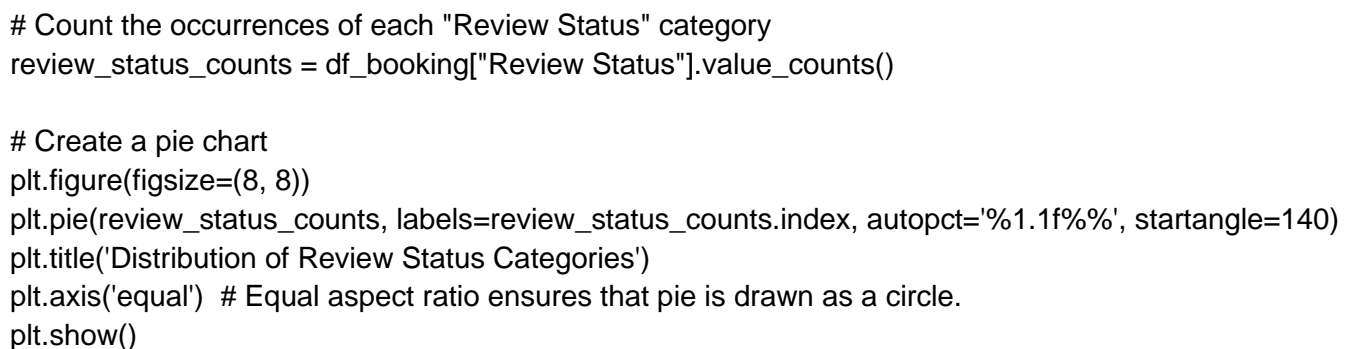 # Count the occurrences of each "Review Status" category
review_status_counts = df_booking["Review Status"].value_counts()

# Create a pie chart
plt.figure(figsize=(8, 8))
plt.pie(review_status_counts, labels=review_status_counts.index, autopct='%1.1f%%', startangle=140)
plt.title('Distribution of Review Status Categories')
plt.axis('equal')  # Equal aspect ratio ensures that pie is drawn as a circle.
plt.show()